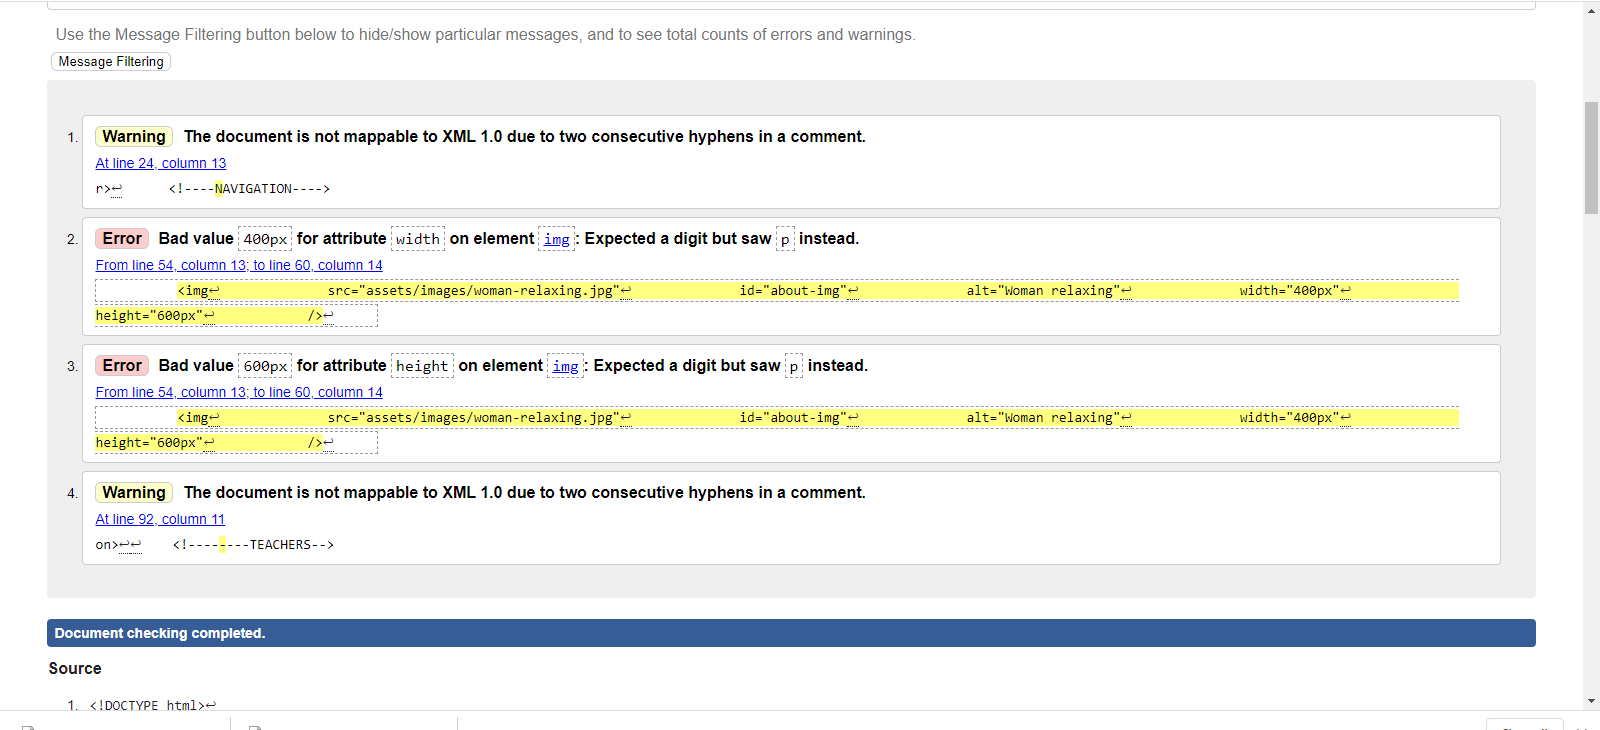 Use the Message Filtering button below to hide/show particular messages, and to see total counts of errors and warnings.
Message Filtering
1. Warning The document is not mappable to XML 1.0 due to two consecutive hyphens in a comment.
At line 24, column 13
r>↩ <!----NAVIGATION---->
2. Error Bad value 400px for attribute width on element img: Expected a digit but saw p instead.
From line 54, column 13; to line 60, column 14
<img↩ src="assets/images/woman-relaxing.jpg"↩ id="about-img"↩ alt="Woman relaxing"↩ width="400px"↩
height="600px"↩ />↩
3. Error Bad value 600px for attribute height on element img: Expected a digit but saw p instead.
From line 54, column 13; to line 60, column 14
<img↩ src="assets/images/woman-relaxing.jpg"↩ id="about-img"↩ alt="Woman relaxing"↩ width="400px"↩
height="600px"↩ />↩
4. Warning The document is not mappable to XML 1.0 due to two consecutive hyphens in a comment.
At line 92, column 11
on>↩↩ <!--------TEACHERS-->
Document checking completed.
Source
1. <!DOCTYPE html>↩